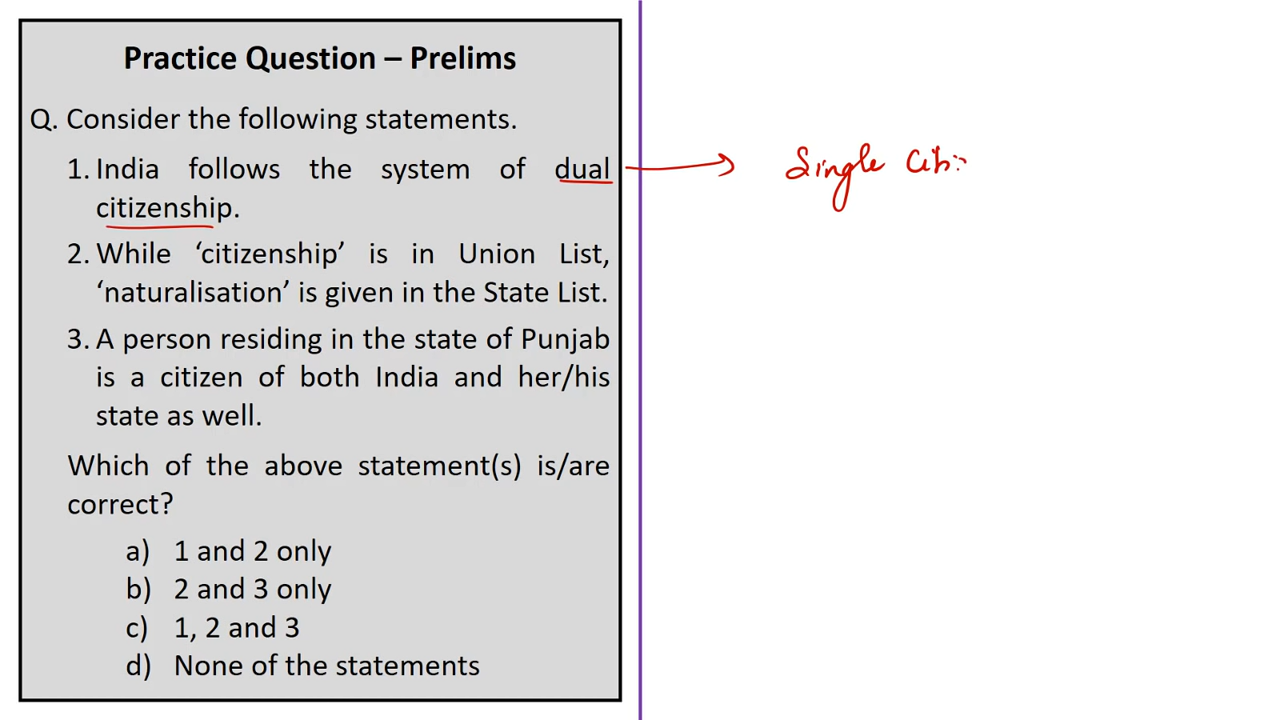 Practice Question – Prelims
Q. Consider the following statements.
1. India follows the system of dual
citizenship.
2. While ‘citizenship’ is in Union List,
‘naturalisation’ is given in the State List.
3. A person residing in the state of Punjab
is a citizen of both India and her/his
state as well.
Which of the above statement(s) is/are
correct?
a) 1 and 2 only
b) 2 and 3 only
c) 1, 2 and 3
d) None of the statements
Single